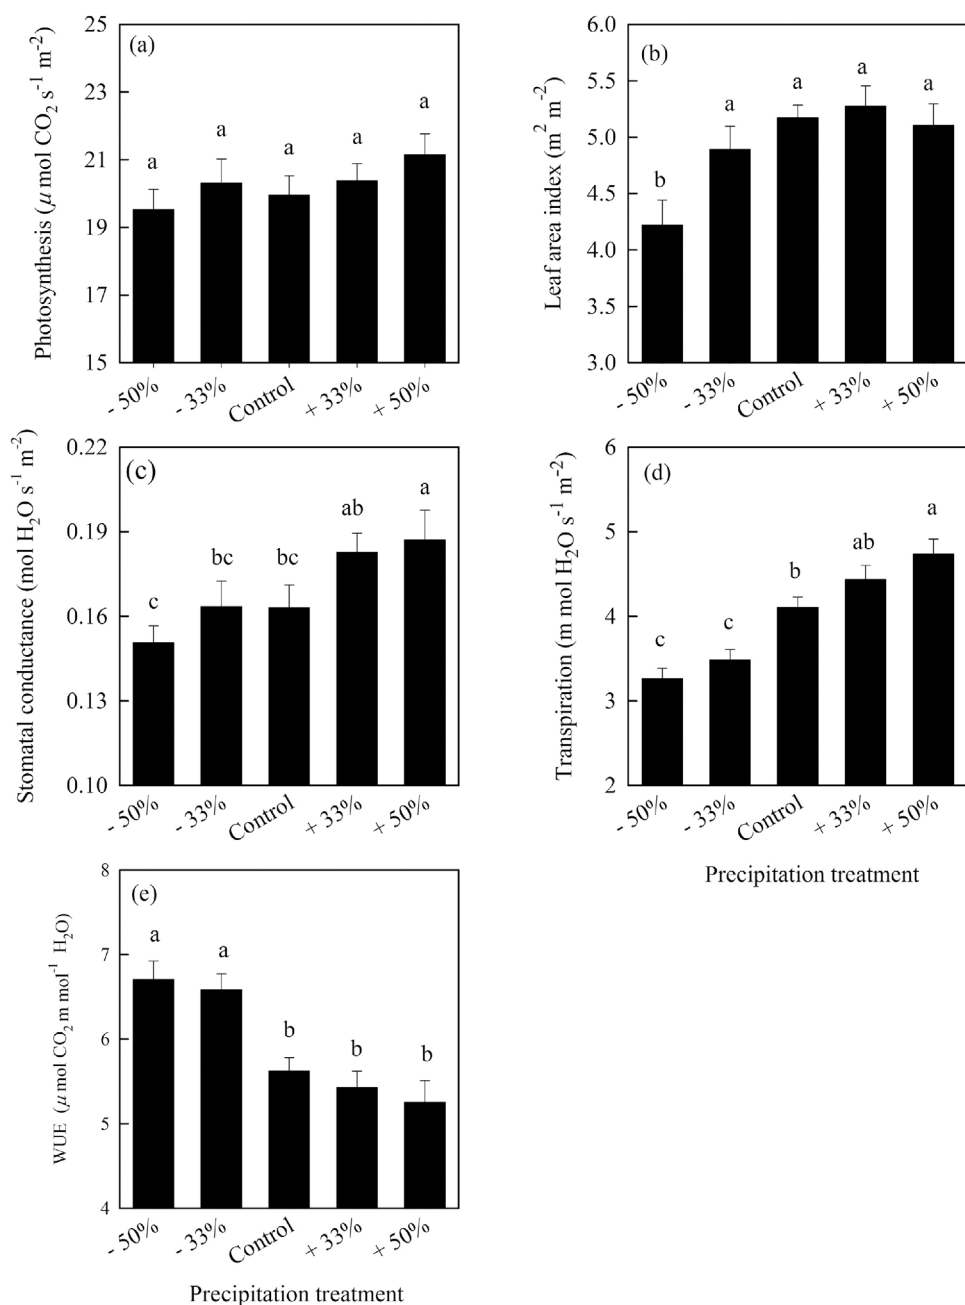 (a)
Photosynthesis (μ mol CO₂ s⁻¹ m⁻²)
25
23
21
19
17
15
a
a
a
a
a
- 50%
- 33%
Control
+ 33%
+ 50%
(b)
Leaf area index (m² m⁻²)
6.0
5.5
5.0
4.5
4.0
3.5
3.0
b
a
a
a
a
- 50%
- 33%
Control
+ 33%
+ 50%
(c)
Stomatal conductance (mol H₂O s⁻¹ m⁻²)
0.22
0.19
0.16
0.13
0.10
c
bc
bc
ab
a
- 50%
- 33%
Control
+ 33%
+ 50%
(d)
Transpiration (m mol H₂O s⁻¹ m⁻²)
6
5
4
3
2
c
c
b
ab
a
- 50%
- 33%
Control
+ 33%
+ 50%
Precipitation treatment
(e)
WUE (μ mol CO₂ m mol⁻¹ H₂O)
8
7
6
5
4
a
a
b
b
b
- 50%
- 33%
Control
+ 33%
+ 50%
Precipitation treatment